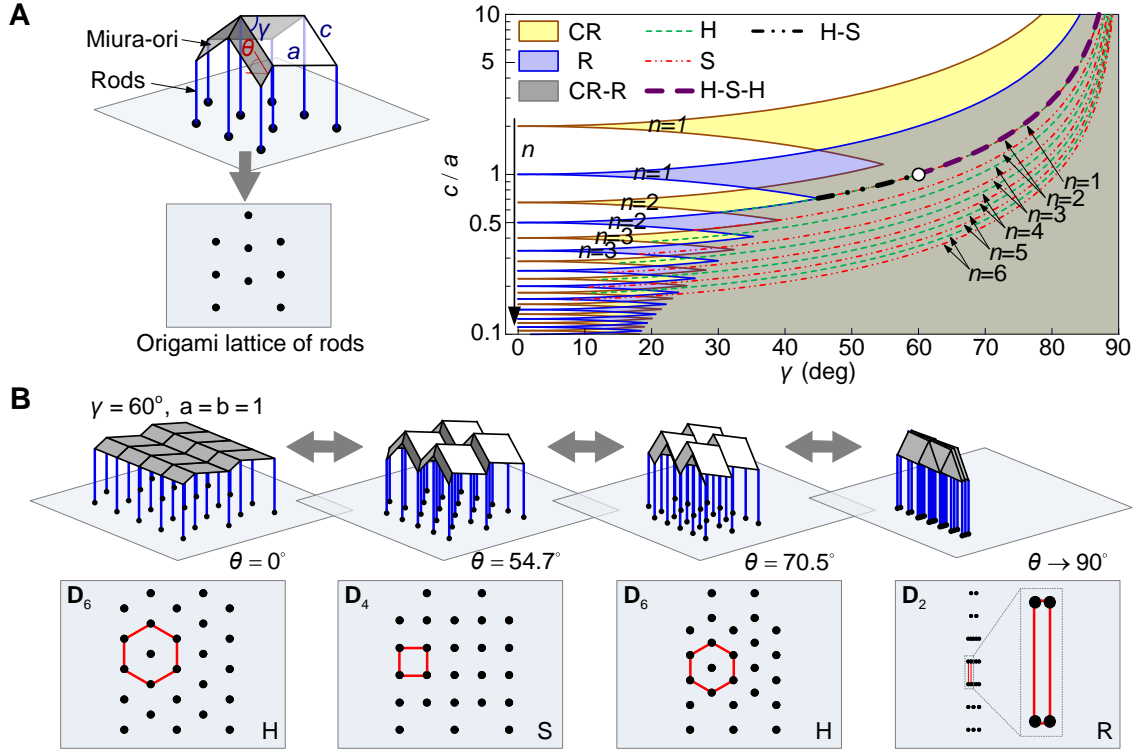 A
Miura-ori
Rods
γ
c
θ
a
Origami lattice of rods
CR
H
H-S
R
S
CR-R
H-S-H
c / a
10
5
1
0.5
0.1
n
n=1
n=1
n=2
n=2
n=3
n=3
n=1
n=2
n=3
n=4
n=5
n=6
0 10 20 30 40 50 60 70 80 90
γ (deg)
B
γ = 60°, a = b = 1
θ = 0°
θ = 54.7°
θ = 70.5°
θ → 90°
D6
H
D4
S
D6
H
D2
R